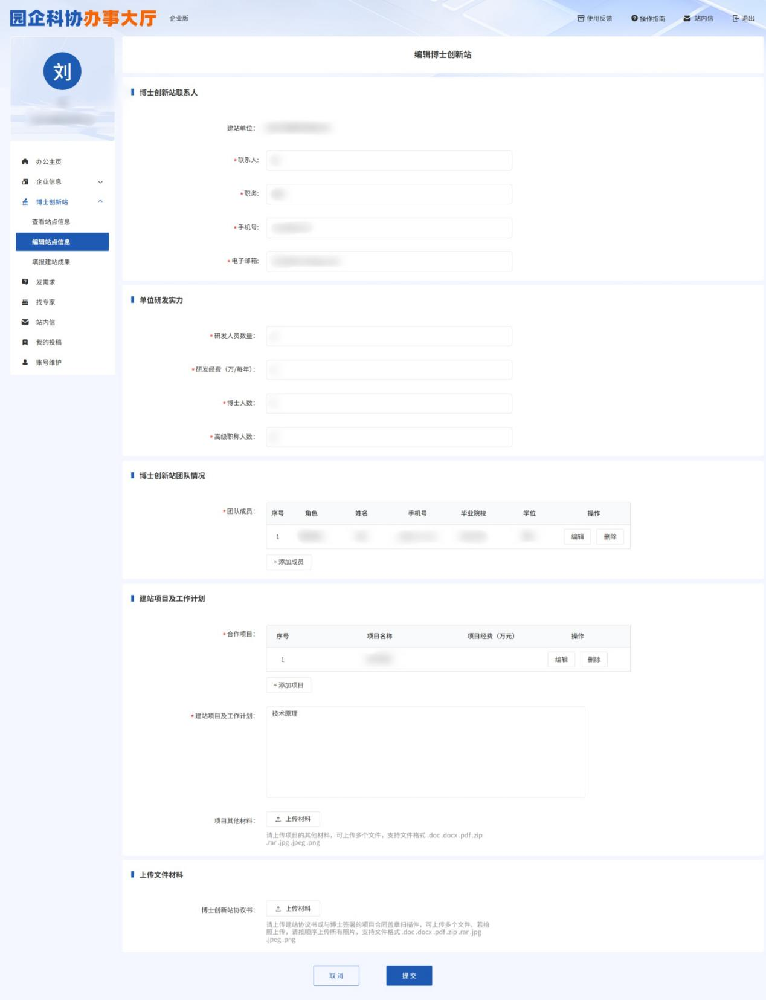 园企科协办事大厅 企业版 使用反馈 操作指南 站内信 退出
刘
办公主页
企业信息
博士创新站
查看站点信息
编辑站点信息
填报建站成果
发需求
找专家
站内信
我的投稿
账号维护
编辑博士创新站
博士创新站联系人
建站单位：
*联系人:
*职务:
*手机号:
*电子邮箱:
单位研发实力
*研发人员数量：
*研发经费（万/每年）：
*博士人数：
*高级职称人数：
博士创新站团队情况
*团队成员： 序号 角色 姓名 手机号 毕业院校 学位 操作
1 编辑 删除
+ 添加成员
建站项目及工作计划
*合作项目： 序号 项目名称 项目经费（万元） 操作
1 编辑 删除
+ 添加项目
*建站项目及工作计划： 技术原理
项目其他材料： 上传材料
请上传项目的其他材料，可上传多个文件，支持文件格式 .doc .docx .pdf .zip
.rar .jpg .jpeg .png
上传文件材料
博士创新站协议书： 上传材料
请上传建站协议书或与博士签署的项目合同盖章扫描件，可上传多个文件，若拍
照上传，请按顺序上传所有照片，支持文件格式 .doc .docx .pdf .zip .rar .jpg
.jpeg .png
取 消 提 交